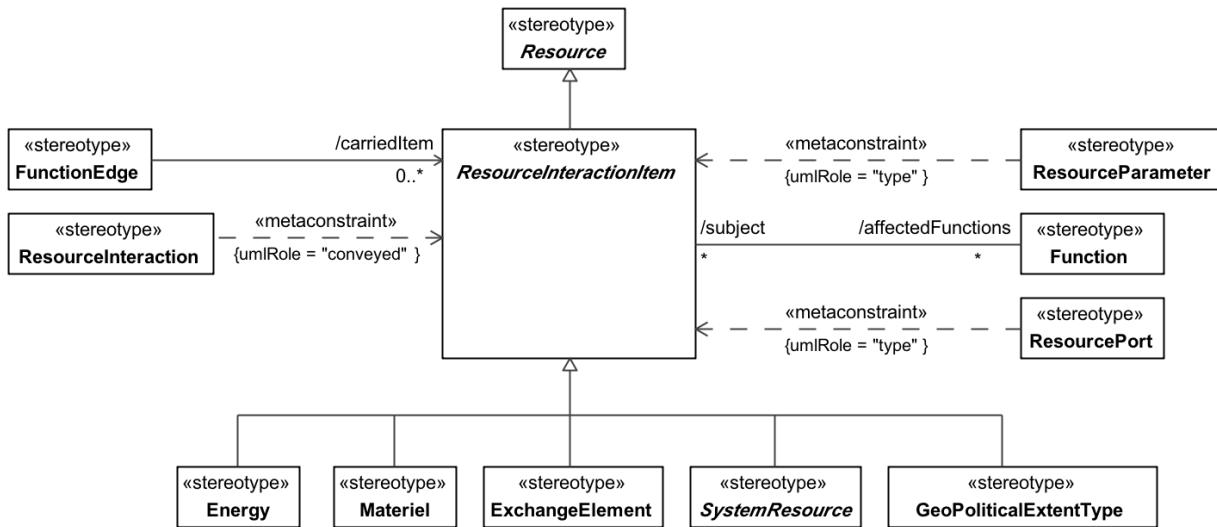 «stereotype»
Resource
«stereotype»
FunctionEdge
/carriedItem
0..*
«stereotype»
ResourceInteractionItem
«metaconstraint»
{umlRole = "type" }
«stereotype»
ResourceParameter
«stereotype»
ResourceInteraction
«metaconstraint»
{umlRole = "conveyed" }
/subject
*
/affectedFunctions
*
«stereotype»
Function
«metaconstraint»
{umlRole = "type" }
«stereotype»
ResourcePort
«stereotype»
Energy
«stereotype»
Materiel
«stereotype»
ExchangeElement
«stereotype»
SystemResource
«stereotype»
GeoPoliticalExtentType